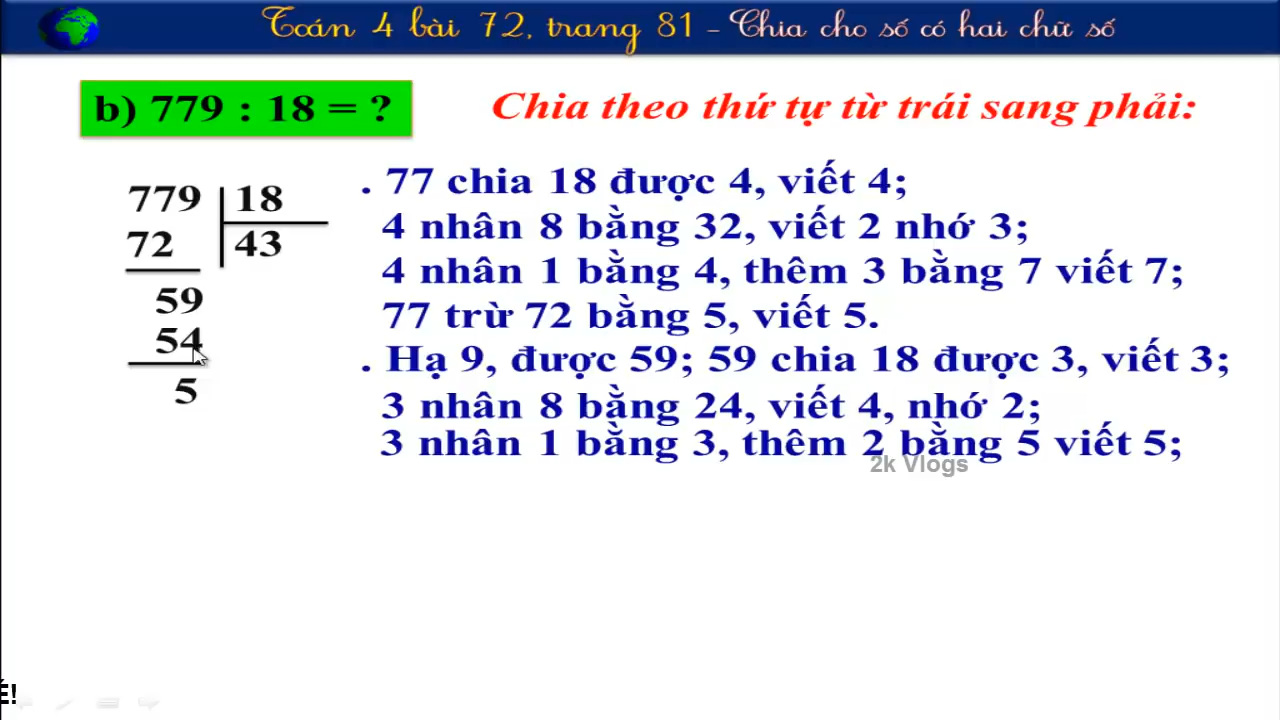 Toán 4 bài 72, trang 81 - Chia cho số có hai chữ số
b) 779 : 18 = ?
Chia theo thứ tự từ trái sang phải:
779 18
72 43
59
54
5
. 77 chia 18 được 4, viết 4;
4 nhân 8 bằng 32, viết 2 nhớ 3;
4 nhân 1 bằng 4, thêm 3 bằng 7 viết 7;
77 trừ 72 bằng 5, viết 5.
. Hạ 9, được 59; 59 chia 18 được 3, viết 3;
3 nhân 8 bằng 24, viết 4, nhớ 2;
3 nhân 1 bằng 3, thêm 2 bằng 5 viết 5;
2k Vlogs